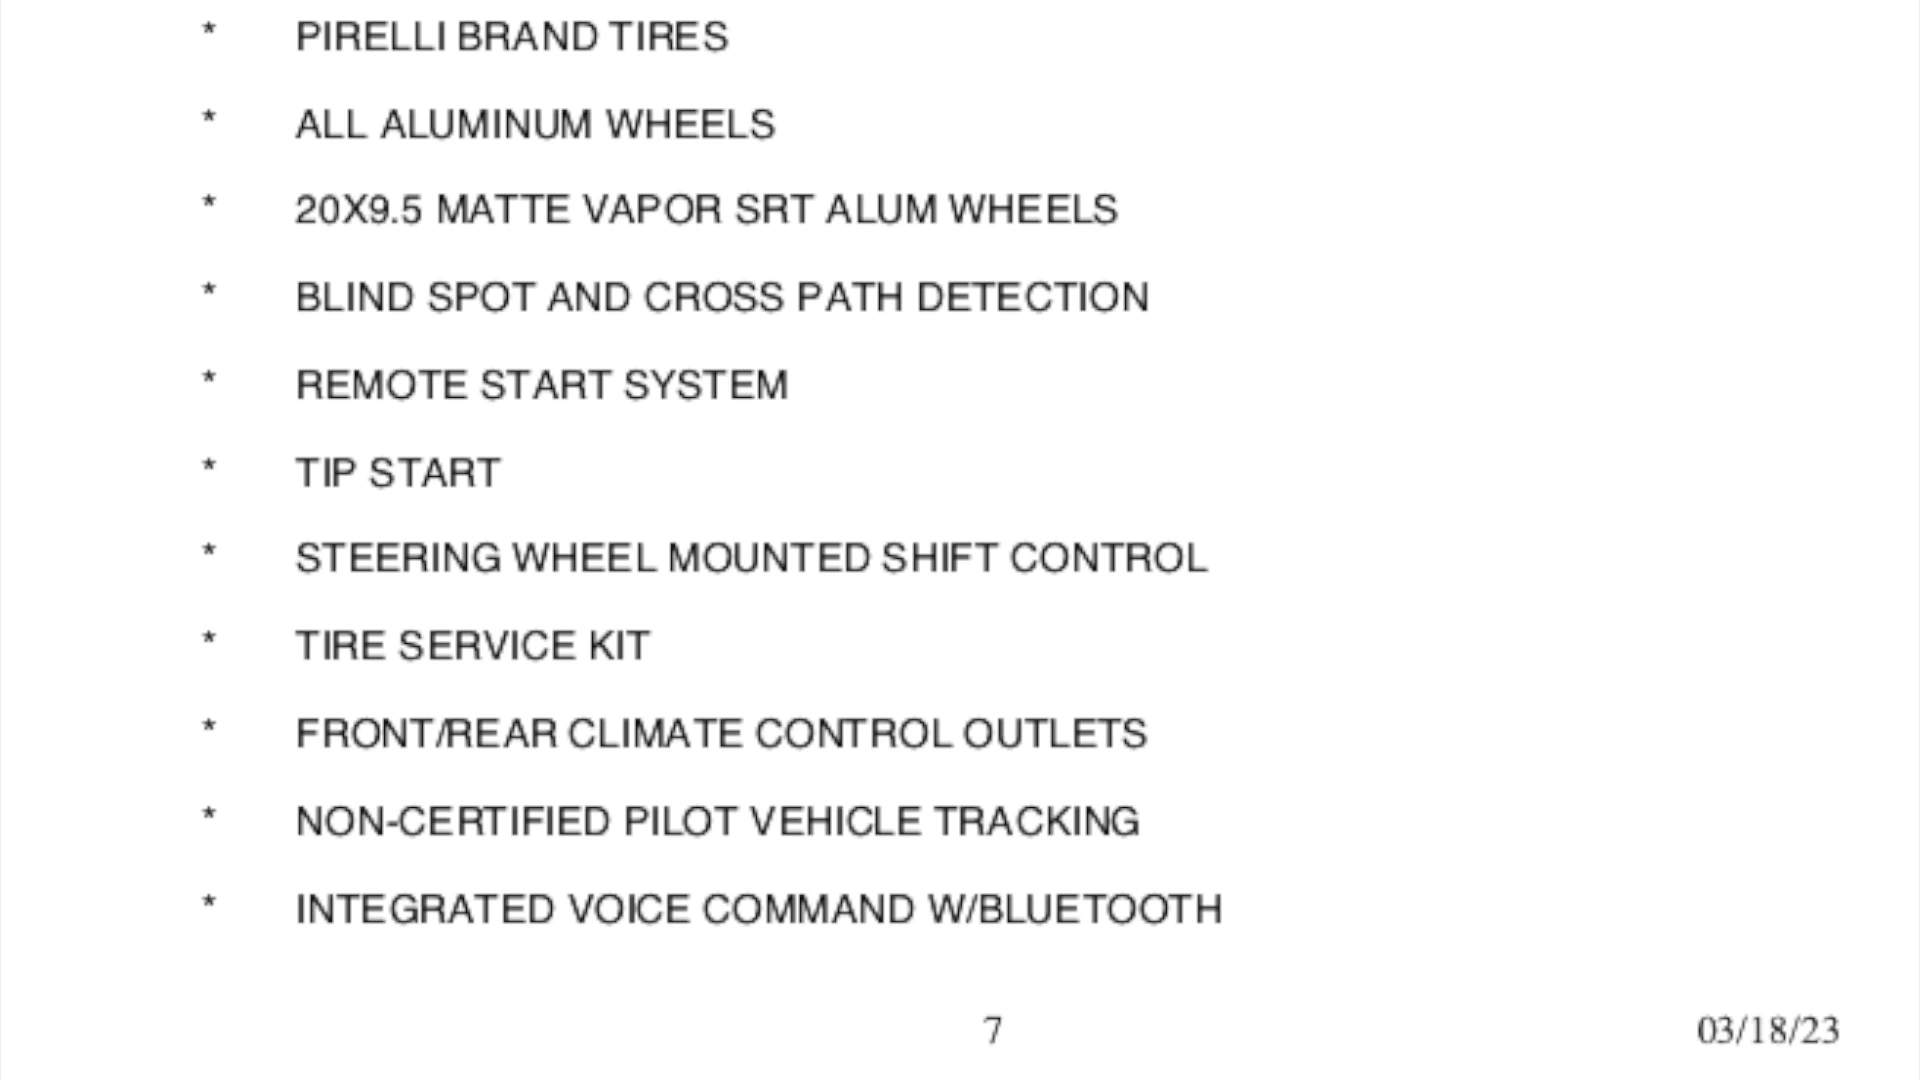 * PIRELLI BRAND TIRES
* ALL ALUMINUM WHEELS
* 20X9.5 MATTE VAPOR SRT ALUM WHEELS
* BLIND SPOT AND CROSS PATH DETECTION
* REMOTE START SYSTEM
* TIP START
* STEERING WHEEL MOUNTED SHIFT CONTROL
* TIRE SERVICE KIT
* FRONT/REAR CLIMATE CONTROL OUTLETS
* NON-CERTIFIED PILOT VEHICLE TRACKING
* INTEGRATED VOICE COMMAND W/BLUETOOTH
7 03/18/23